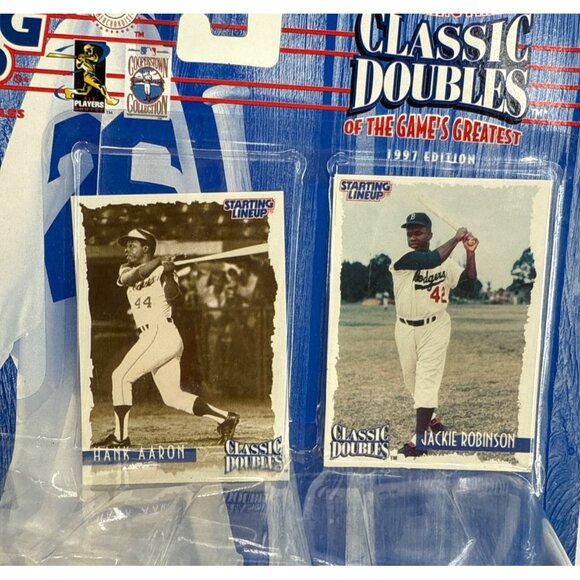 CLASSIC
DOUBLES
OF THE GAME'S GREATEST
1997 EDITION
PLAYERS
COOPERSTOWN
COLLECTION
STARTING
LINEUP
44
HANK AARON
CLASSIC
DOUBLES
STARTING
LINEUP
B
Dodgers
42
JACKIE ROBINSON
CLASSIC
DOUBLES